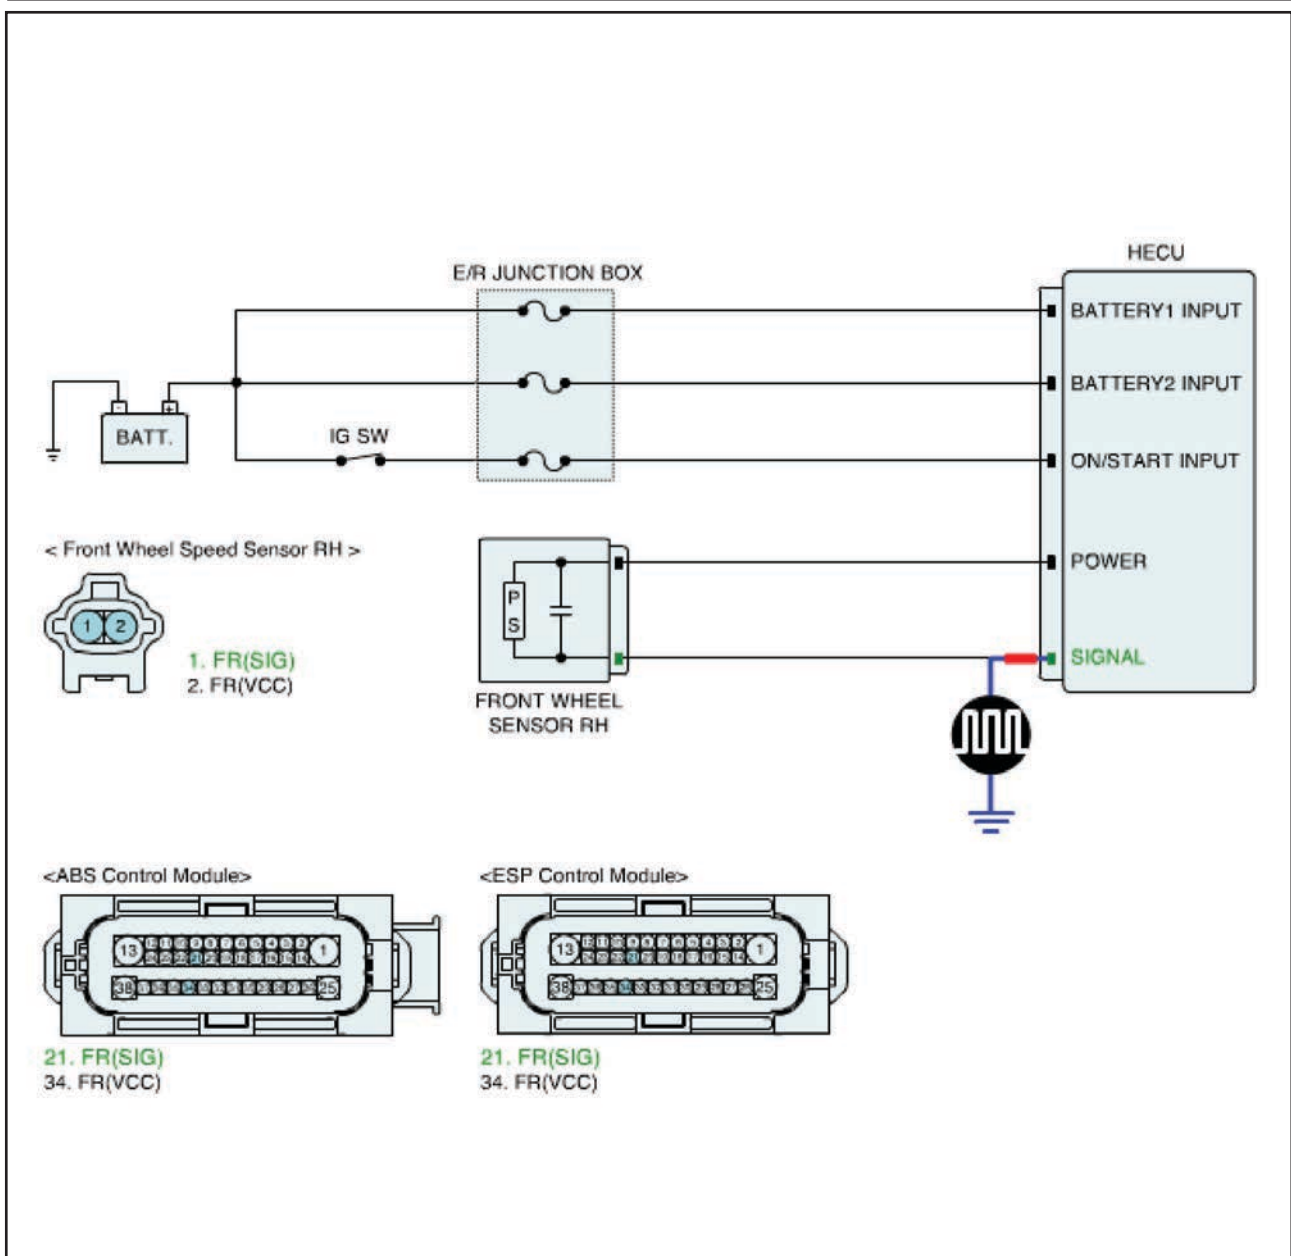 HECU
E/R JUNCTION BOX
BATTERY1 INPUT
BATTERY2 INPUT
- +
BATT.
IG SW
ON/START INPUT
< Front Wheel Speed Sensor RH >
POWER
P
S
1 2
1. FR(SIG)
2. FR(VCC)
SIGNAL
FRONT WHEEL
SENSOR RH
<ABS Control Module>
13 1
38 25
21. FR(SIG)
34. FR(VCC)
<ESP Control Module>
13 1
38 25
21. FR(SIG)
34. FR(VCC)